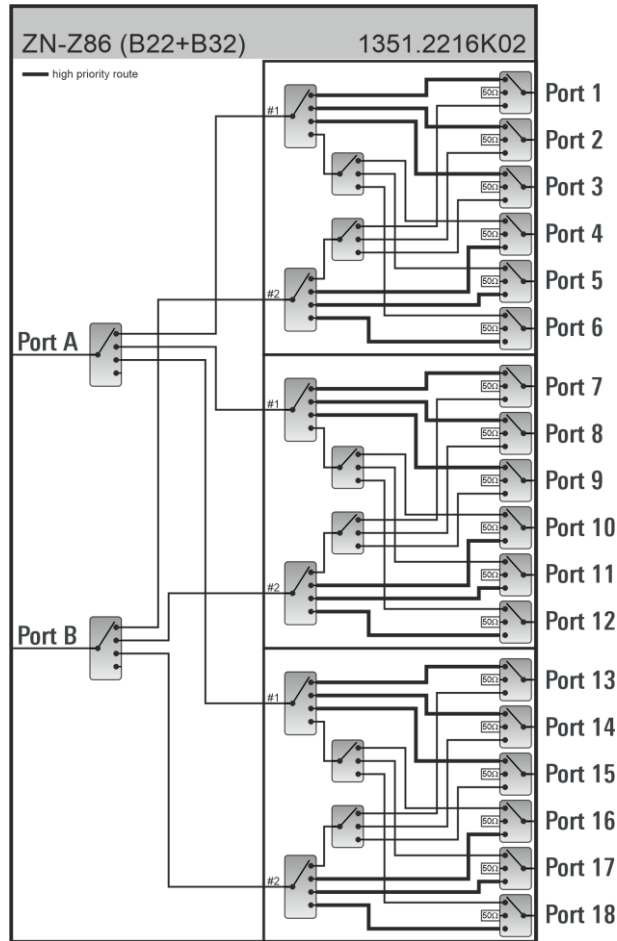 ZN-Z86 (B22+B32) 1351.2216K02
high priority route
#1
50Ω
Port 1
50Ω
Port 2
50Ω
Port 3
50Ω
Port 4
#2
50Ω
Port 5
50Ω
Port 6
Port A
#1
50Ω
Port 7
50Ω
Port 8
50Ω
Port 9
50Ω
Port 10
#2
50Ω
Port 11
50Ω
Port 12
Port B
#1
50Ω
Port 13
50Ω
Port 14
50Ω
Port 15
50Ω
Port 16
#2
50Ω
Port 17
50Ω
Port 18